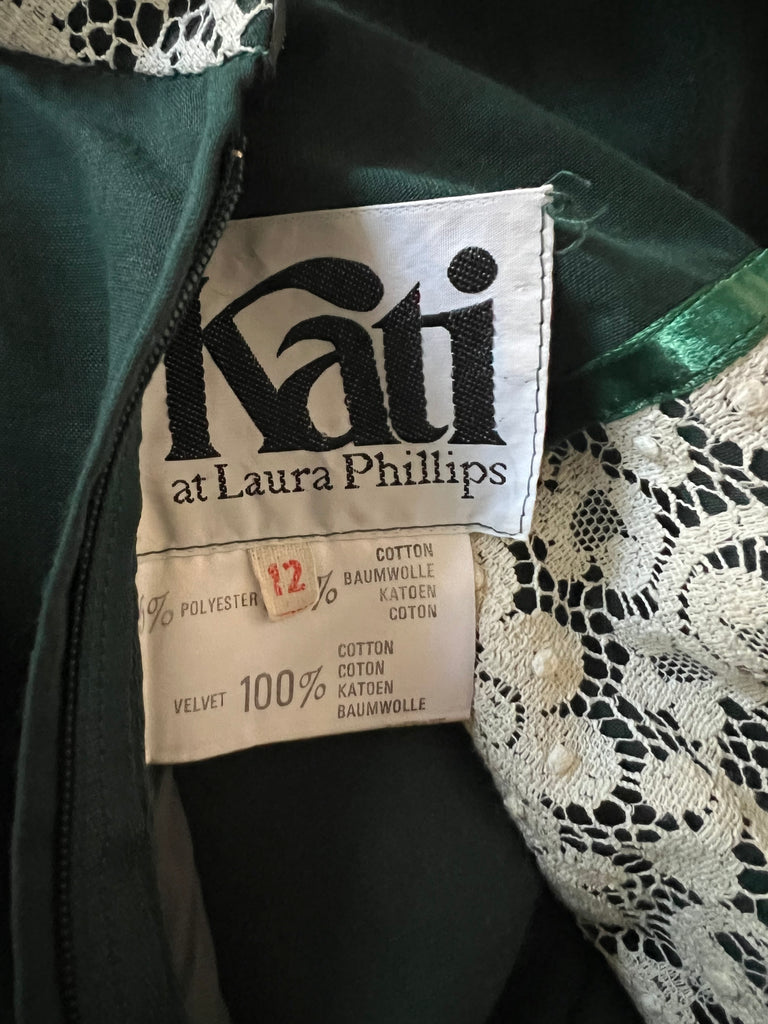 Kati
at Laura Phillips
12
% POLYESTER % COTTON
BAUMWOLLE
KATOEN
COTON
VELVET 100% COTTON
COTON
KATOEN
BAUMWOLLE